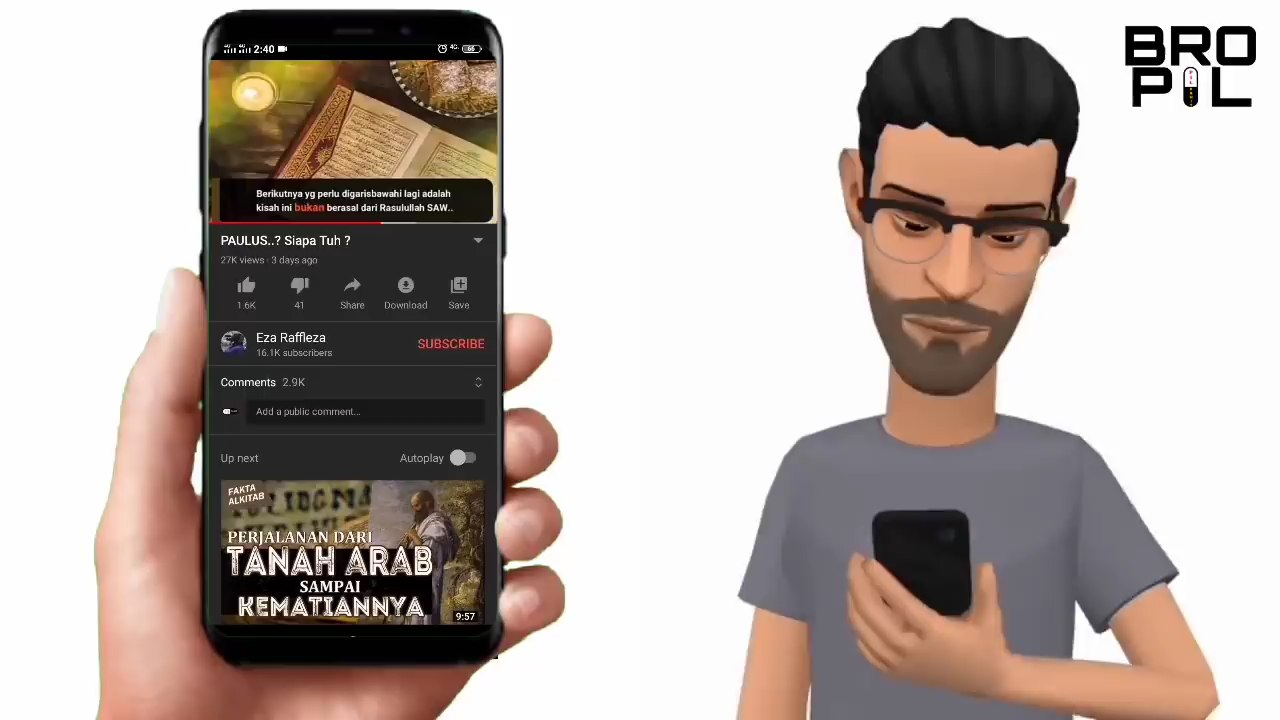 2:40
4G
66
BRO
PIL
Berikutnya yg perlu digarisbawahi lagi adalah
kisah ini bukan berasal dari Rasulullah SAW..
PAULUS..? Siapa Tuh ?
27K views · 3 days ago
1.6K
41
Share
Download
Save
Eza Raffleza
16.1K subscribers
SUBSCRIBE
Comments 2.9K
Add a public comment...
Up next
Autoplay
FAKTA
ALKITAB
PERJALANAN DARI
TANAH ARAB
SAMPAI
KEMATIANNYA
9:57